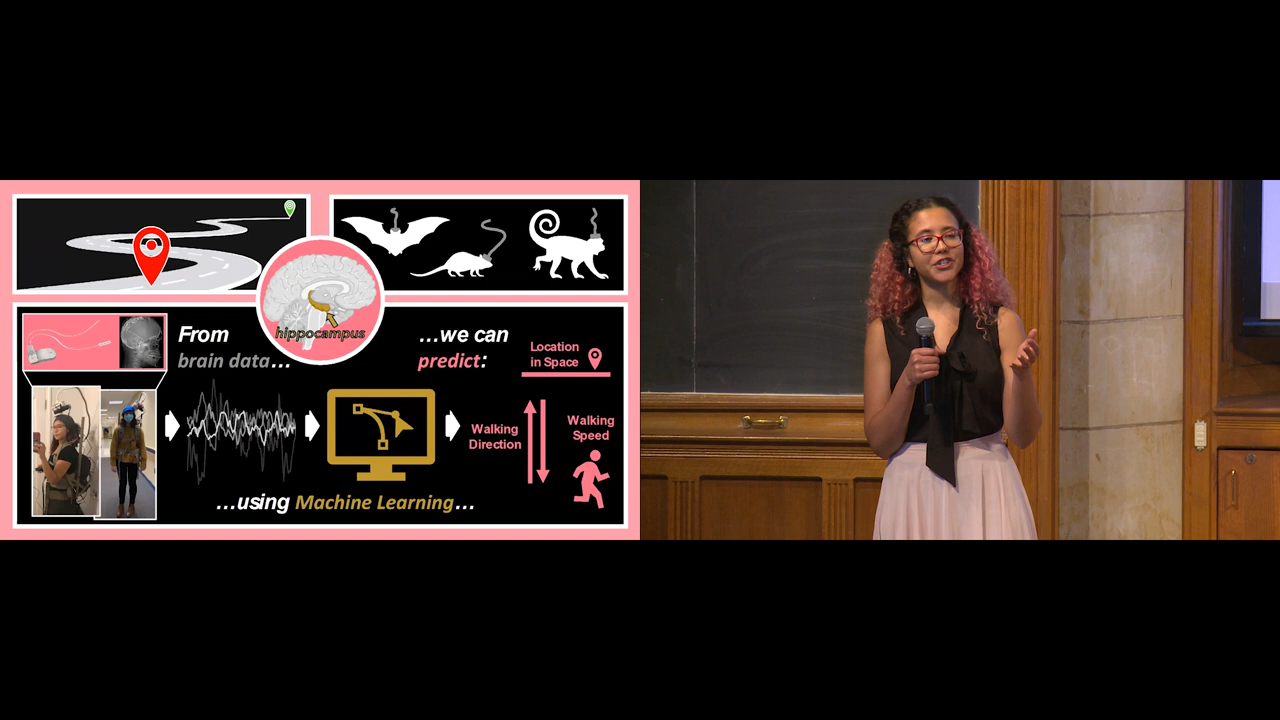 hippocampus
From
brain data...
...we can
predict:
Location
in Space
Walking
Direction
Walking
Speed
...using Machine Learning...